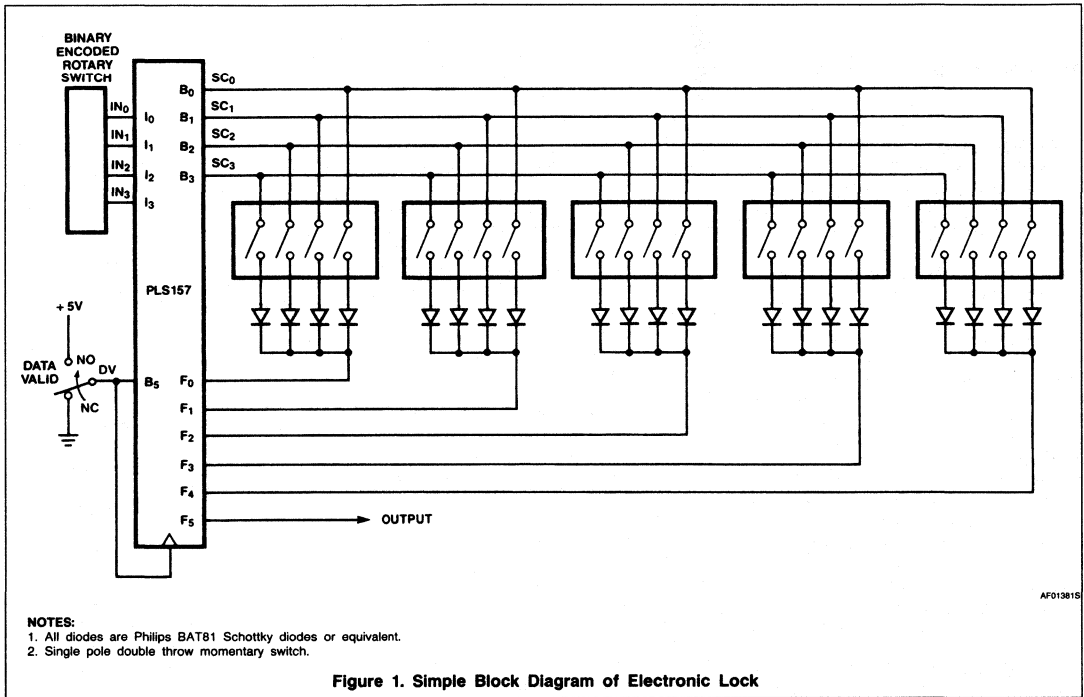 BINARY
ENCODED
ROTARY
SWITCH
IN0
IN1
IN2
IN3
I0
I1
I2
I3
B0
B1
B2
B3
SC0
SC1
SC2
SC3
PLS157
+5V
NO
DATA
VALID
DV
NC
B5
F0
F1
F2
F3
F4
F5
OUTPUT
AF01381S
NOTES:
1. All diodes are Philips BAT81 Schottky diodes or equivalent.
2. Single pole double throw momentary switch.
Figure 1. Simple Block Diagram of Electronic Lock